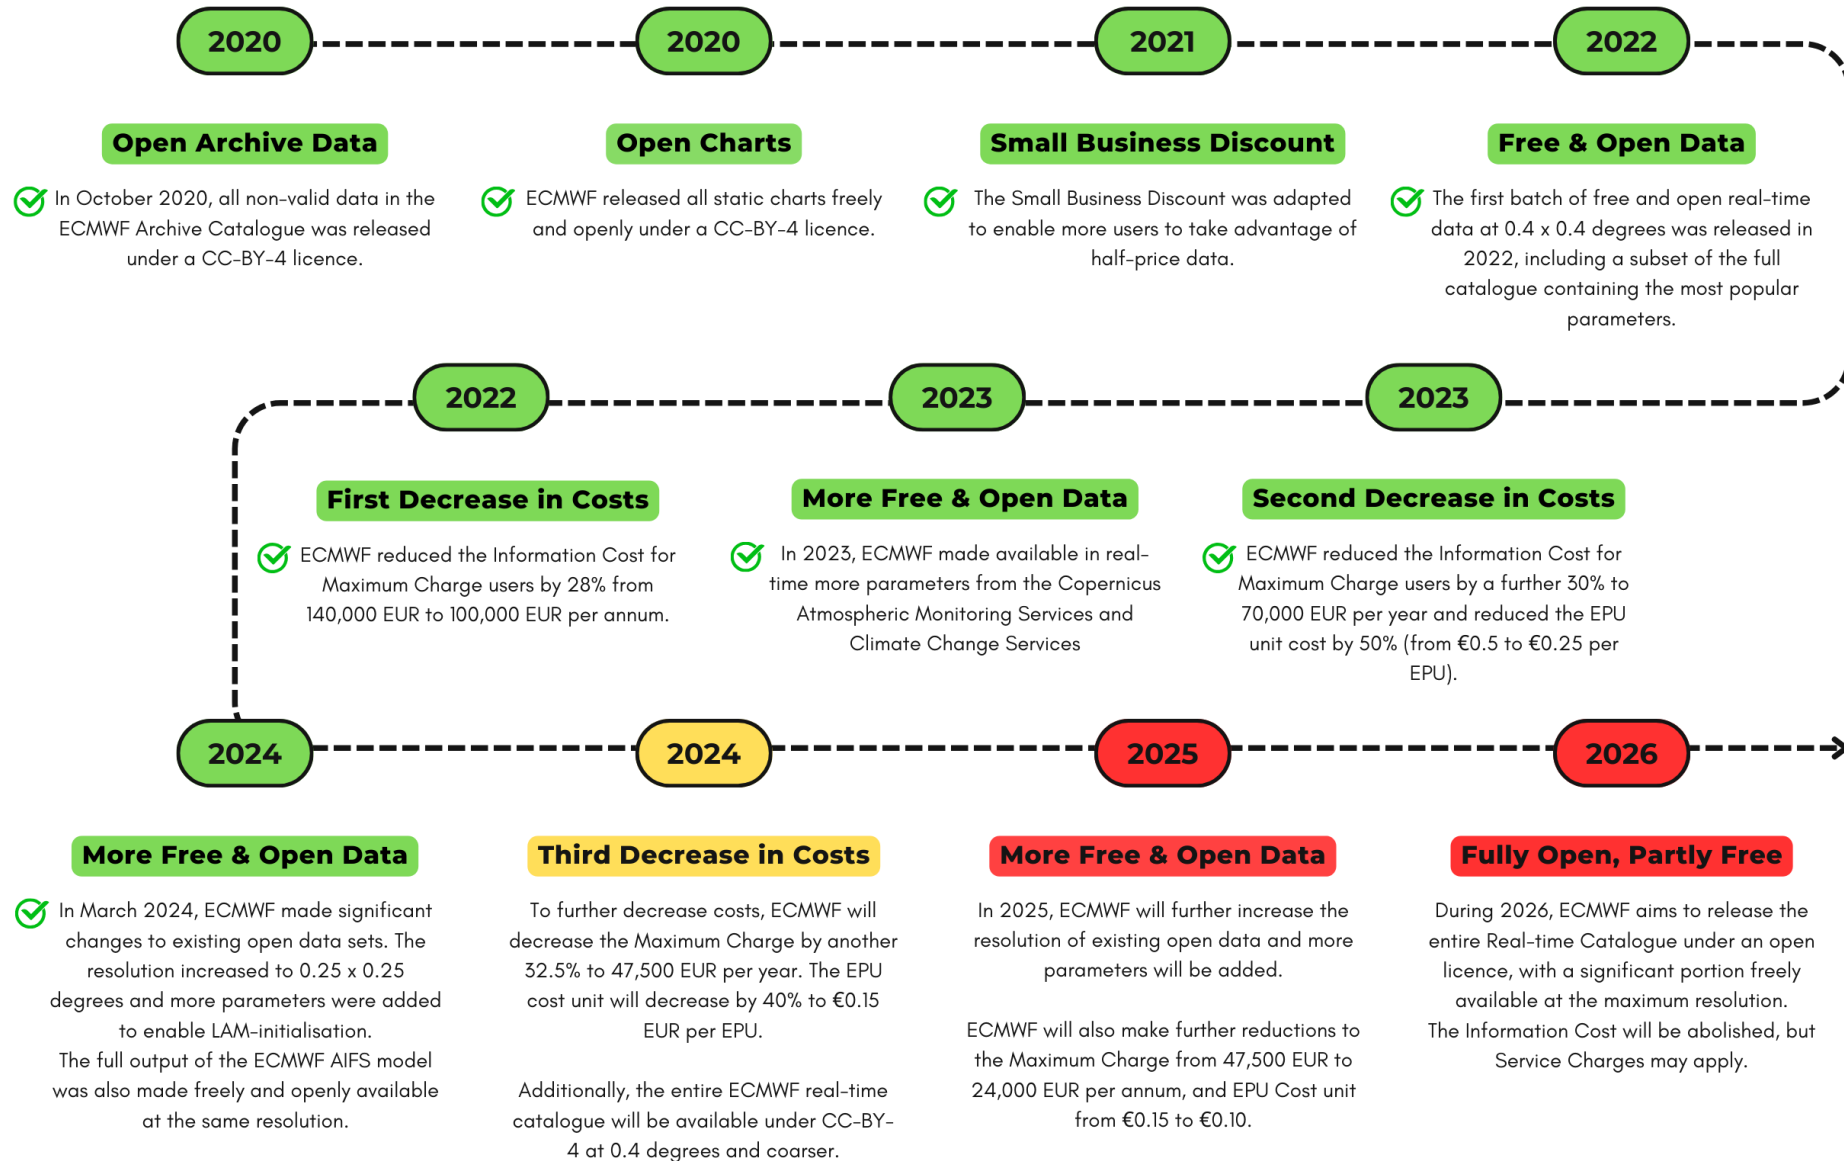 2020
2020
2021
2022
Open Archive Data
In October 2020, all non-valid data in the
ECMWF Archive Catalogue was released
under a CC-BY-4 licence.
Open Charts
ECMWF released all static charts freely
and openly under a CC-BY-4 licence.
Small Business Discount
The Small Business Discount was adapted
to enable more users to take advantage of
half-price data.
Free & Open Data
The first batch of free and open real-time
data at 0.4 x 0.4 degrees was released in
2022, including a subset of the full
catalogue containing the most popular
parameters.
2022
2023
2023
First Decrease in Costs
ECMWF reduced the Information Cost for
Maximum Charge users by 28% from
140,000 EUR to 100,000 EUR per annum.
More Free & Open Data
In 2023, ECMWF made available in real-
time more parameters from the Copernicus
Atmospheric Monitoring Services and
Climate Change Services
Second Decrease in Costs
ECMWF reduced the Information Cost for
Maximum Charge users by a further 30% to
70,000 EUR per year and reduced the EPU
unit cost by 50% (from €0.5 to €0.25 per
EPU).
2024
2024
2025
2026
More Free & Open Data
In March 2024, ECMWF made significant
changes to existing open data sets. The
resolution increased to 0.25 x 0.25
degrees and more parameters were added
to enable LAM-initialisation.
The full output of the ECMWF AIFS model
was also made freely and openly available
at the same resolution.
Third Decrease in Costs
To further decrease costs, ECMWF will
decrease the Maximum Charge by another
32.5% to 47,500 EUR per year. The EPU
cost unit will decrease by 40% to €0.15
EUR per EPU.
Additionally, the entire ECMWF real-time
catalogue will be available under CC-BY-
4 at 0.4 degrees and coarser.
More Free & Open Data
In 2025, ECMWF will further increase the
resolution of existing open data and more
parameters will be added.
ECMWF will also make further reductions to
the Maximum Charge from 47,500 EUR to
24,000 EUR per annum, and EPU Cost unit
from €0.15 to €0.10.
Fully Open, Partly Free
During 2026, ECMWF aims to release the
entire Real-time Catalogue under an open
licence, with a significant portion freely
available at the maximum resolution.
The Information Cost will be abolished, but
Service Charges may apply.